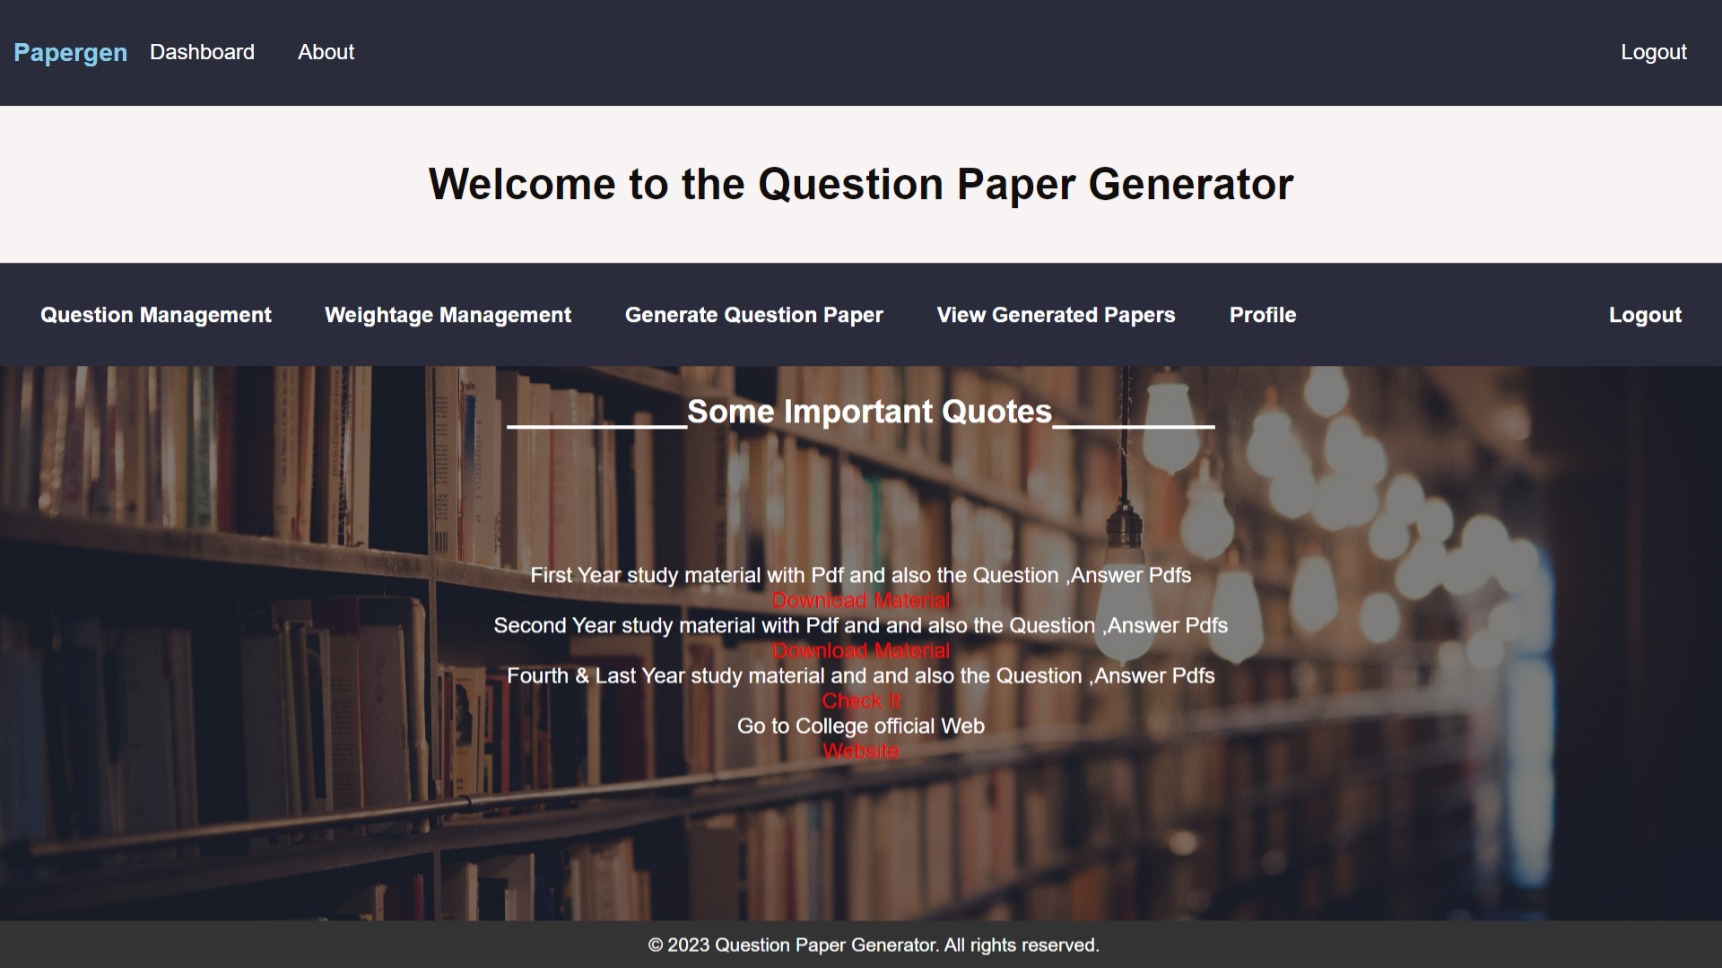 Papergen Dashboard About Logout
Welcome to the Question Paper Generator
Question Management Weightage Management Generate Question Paper View Generated Papers Profile Logout
Some Important Quotes
First Year study material with Pdf and also the Question ,Answer Pdfs
Download Material
Second Year study material with Pdf and and also the Question ,Answer Pdfs
Download Material
Fourth & Last Year study material and and also the Question ,Answer Pdfs
Check It
Go to College official Web
Website
© 2023 Question Paper Generator. All rights reserved.